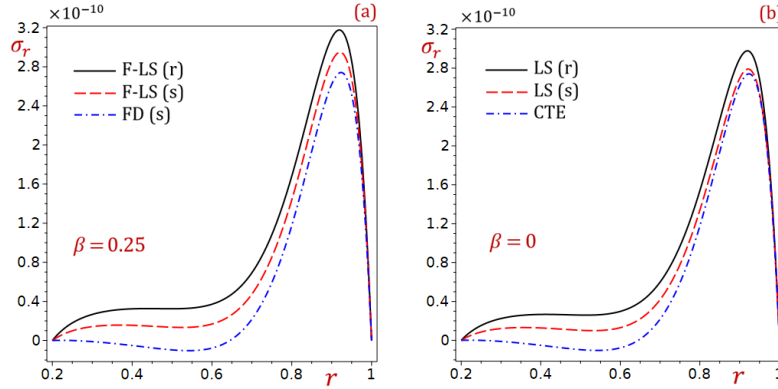 ×10⁻¹⁰
(a)
σr
3.2
2.8
2.4
2
1.6
1.2
0.8
0.4
0
F-LS (r)
F-LS (s)
FD (s)
β = 0.25
0.2
0.4
0.6
0.8
1
r
×10⁻¹⁰
(b)
σr
3.2
2.8
2.4
2
1.6
1.2
0.8
0.4
0
LS (r)
LS (s)
CTE
β = 0
0.2
0.4
0.6
0.8
1
r